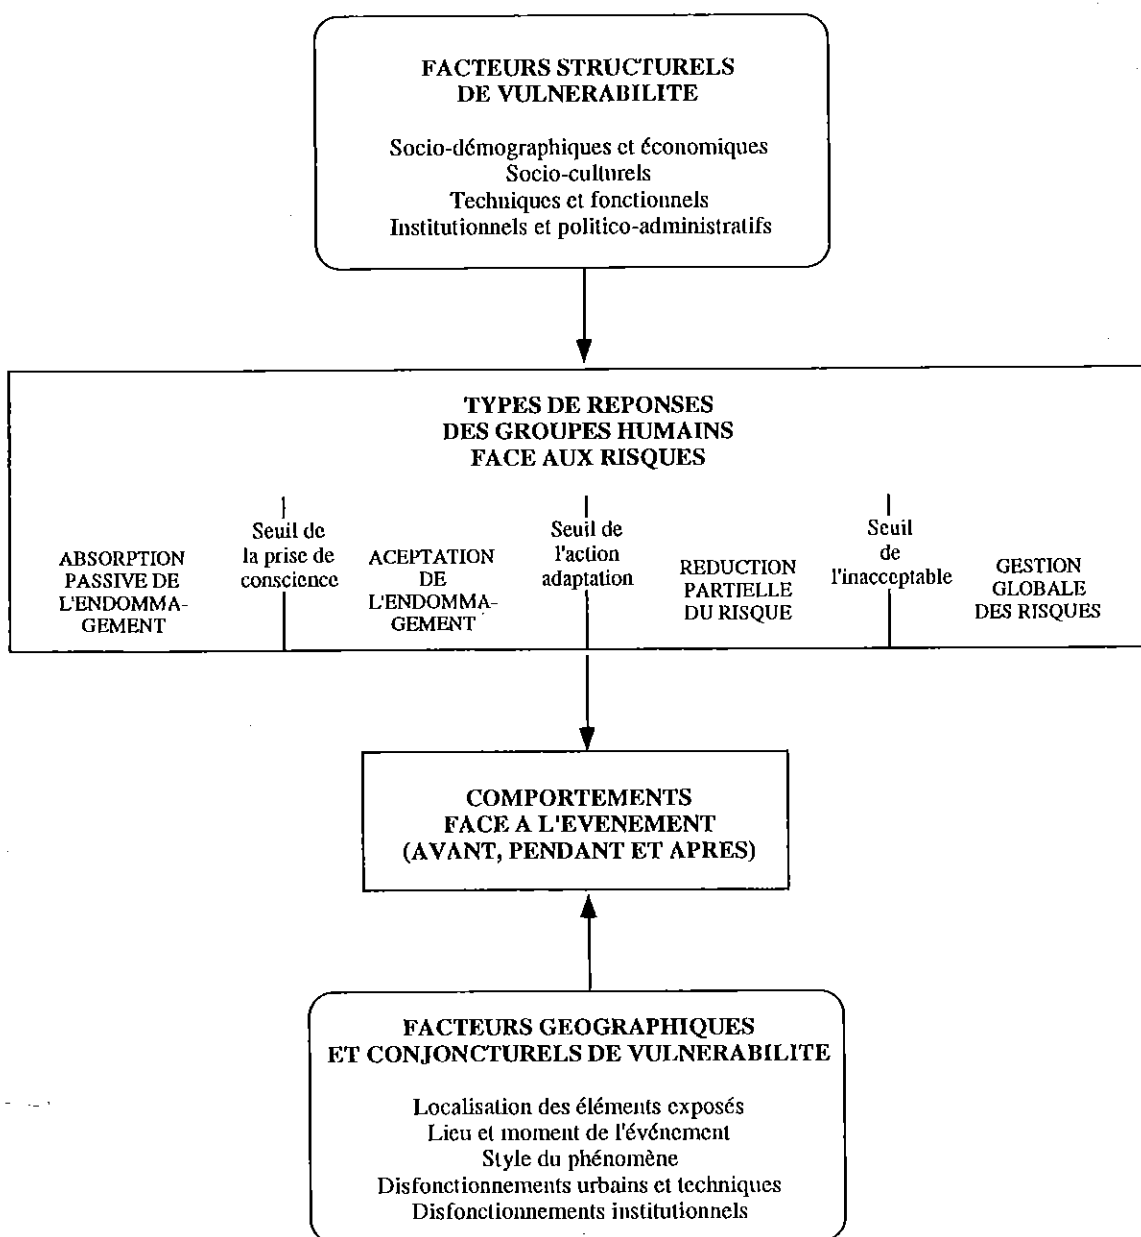 FACTEURS STRUCTURELS
DE VULNERABILITE
Socio-démographiques et économiques
Socio-culturels
Techniques et fonctionnels
Institutionnels et politico-administratifs
TYPES DE REPONSES
DES GROUPES HUMAINS
FACE AUX RISQUES
ABSORPTION
PASSIVE DE
L'ENDOMMA-
GEMENT
Seuil de
la prise de
conscience
ACEPTATION
DE
L'ENDOMMA-
GEMENT
Seuil de
l'action
adaptation
REDUCTION
PARTIELLE
DU RISQUE
Seuil
de
l'inacceptable
GESTION
GLOBALE
DES RISQUES
COMPORTEMENTS
FACE A L'EVENEMENT
(AVANT, PENDANT ET APRES)
FACTEURS GEOGRAPHIQUES
ET CONJONCTURELS DE VULNERABILITE
Localisation des éléments exposés
Lieu et moment de l'événement
Style du phénomène
Disfonctionnements urbains et techniques
Disfonctionnements institutionnels